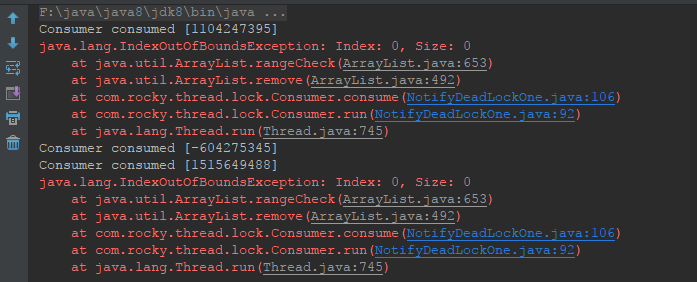 F:\java\java8\jdk8\bin\java ...
Consumer consumed [1104247395]
java.lang.IndexOutOfBoundsException: Index: 0, Size: 0
    at java.util.ArrayList.rangeCheck(ArrayList.java:653)
    at java.util.ArrayList.remove(ArrayList.java:492)
    at com.rocky.thread.lock.Consumer.consume(NotifyDeadLockOne.java:106)
    at com.rocky.thread.lock.Consumer.run(NotifyDeadLockOne.java:92)
    at java.lang.Thread.run(Thread.java:745)
Consumer consumed [-604275345]
Consumer consumed [1515649488]
java.lang.IndexOutOfBoundsException: Index: 0, Size: 0
    at java.util.ArrayList.rangeCheck(ArrayList.java:653)
    at java.util.ArrayList.remove(ArrayList.java:492)
    at com.rocky.thread.lock.Consumer.consume(NotifyDeadLockOne.java:106)
    at com.rocky.thread.lock.Consumer.run(NotifyDeadLockOne.java:92)
    at java.lang.Thread.run(Thread.java:745)